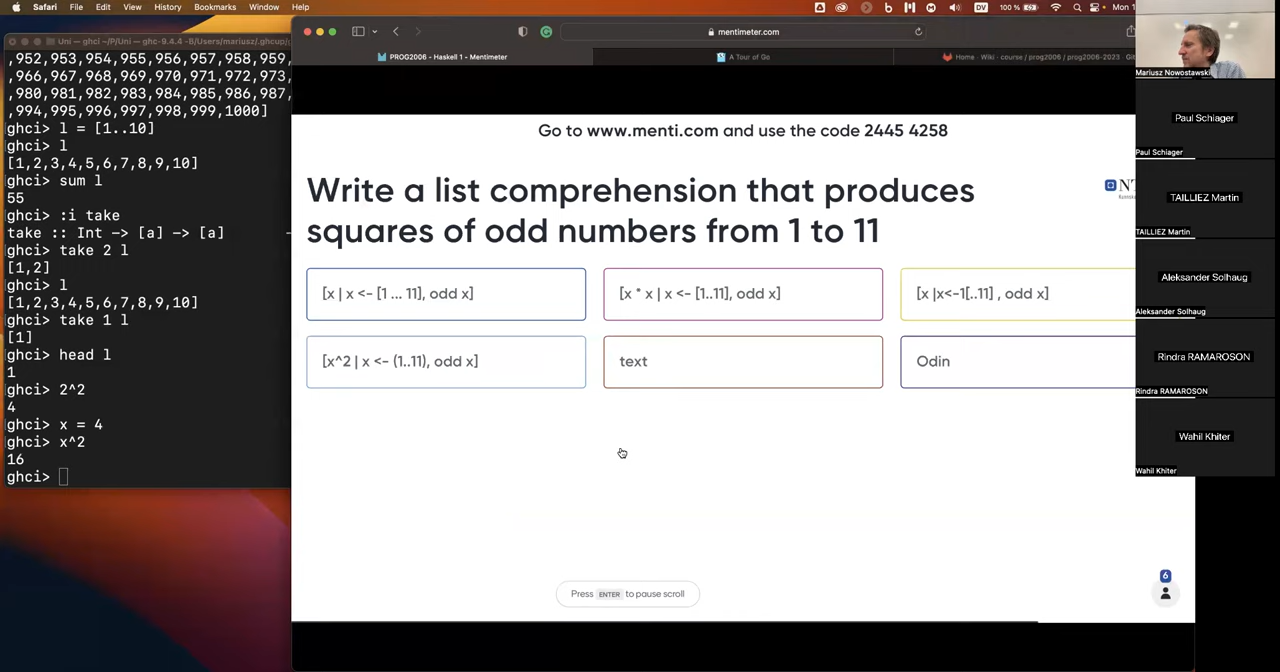 Safari File Edit View History Bookmarks Window Help
DV 100 % Mon 1
Uni — ghci ~/P/Uni — ghc-9.4.4 -B/Users/mariusz/.ghcup/g
,952,953,954,955,956,957,958,959,
,966,967,968,969,970,971,972,973,
,980,981,982,983,984,985,986,987,
,994,995,996,997,998,999,1000]
ghci> l = [1..10]
ghci> l
[1,2,3,4,5,6,7,8,9,10]
ghci> sum l
55
ghci> :i take
take :: Int -> [a] -> [a] -
ghci> take 2 l
[1,2]
ghci> l
[1,2,3,4,5,6,7,8,9,10]
ghci> take 1 l
[1]
ghci> head l
1
ghci> 2^2
4
ghci> x = 4
ghci> x^2
16
ghci>
mentimeter.com
PROG2006 - Haskell 1 - Mentimeter
A Tour of Go
Home · Wiki · course / prog2006 / prog2006-2023
Go to www.menti.com and use the code 2445 4258
Write a list comprehension that produces
squares of odd numbers from 1 to 11
NT
[x | x <- [1 ... 11], odd x]
[x * x | x <- [1..11], odd x]
[x |x<-1[..11] , odd x]
[x^2 | x <- (1..11), odd x]
text
Odin
Press ENTER to pause scroll
6
Mariusz Nowostawski
Paul Schiager
Paul Schiager
TAILLIEZ Martin
TAILLIEZ Martin
Aleksander Solhaug
Aleksander Solhaug
Rindra RAMAROSON
Rindra RAMAROSON
Wahil Khiter
Wahil Khiter